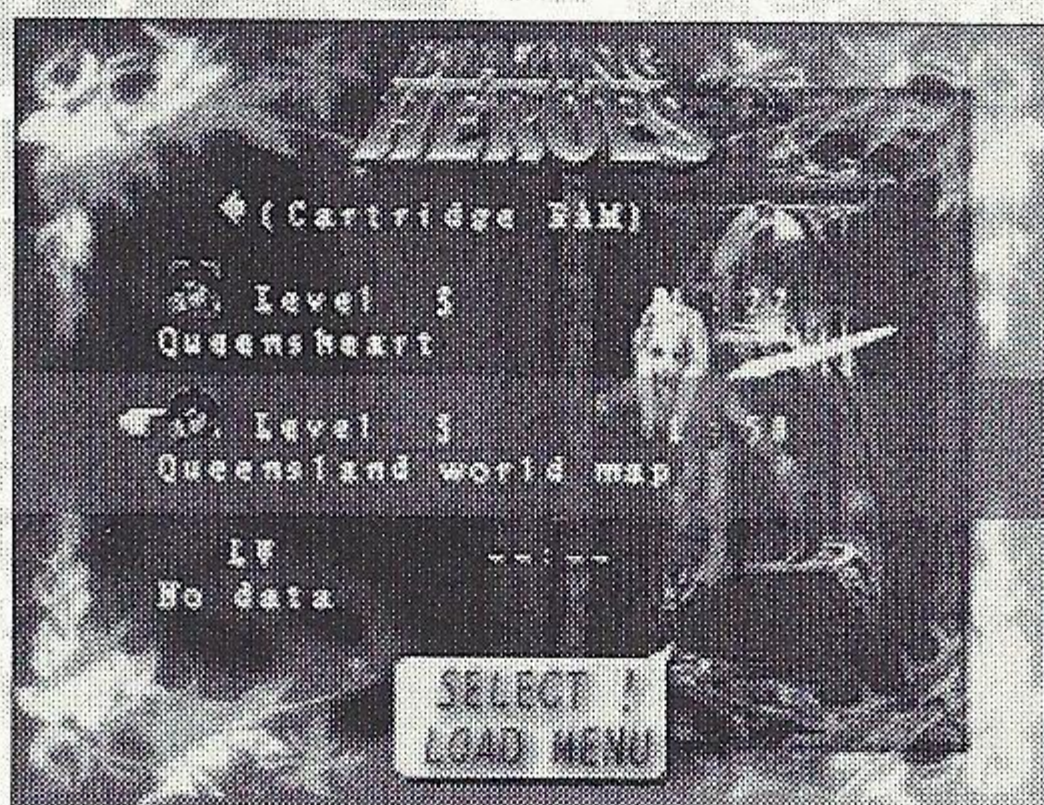 HEROES
(Cartridge RAM)
Level 5
Queensheart
Level 5
Queensland world map
LV --:--
No data
SELECT !
LOAD MENU